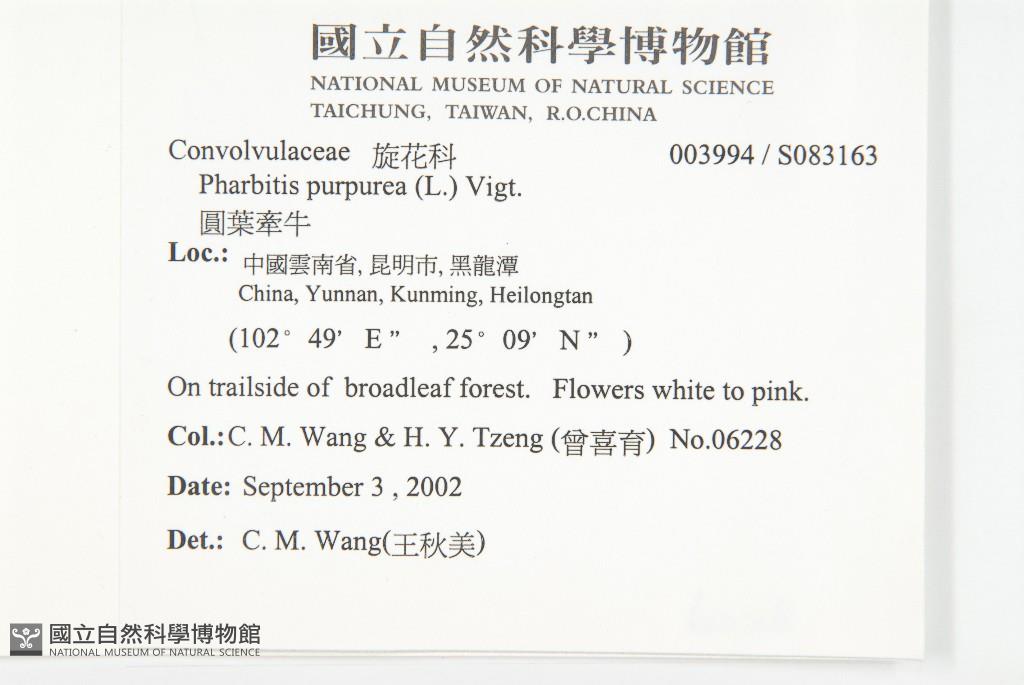 國立自然科學博物館
NATIONAL MUSEUM OF NATURAL SCIENCE
TAICHUNG, TAIWAN, R.O.CHINA
Convolvulaceae 旋花科 003994 / S083163
Pharbitis purpurea (L.) Vigt.
圓葉牽牛
Loc.: 中國雲南省, 昆明市, 黑龍潭
China, Yunnan, Kunming, Heilongtan
(102° 49’ E ” , 25° 09’ N ” )
On trailside of broadleaf forest. Flowers white to pink.
Col.: C. M. Wang & H. Y. Tzeng (曾喜育) No.06228
Date: September 3 , 2002
Det.: C. M. Wang(王秋美)
國立自然科學博物館
NATIONAL MUSEUM OF NATURAL SCIENCE